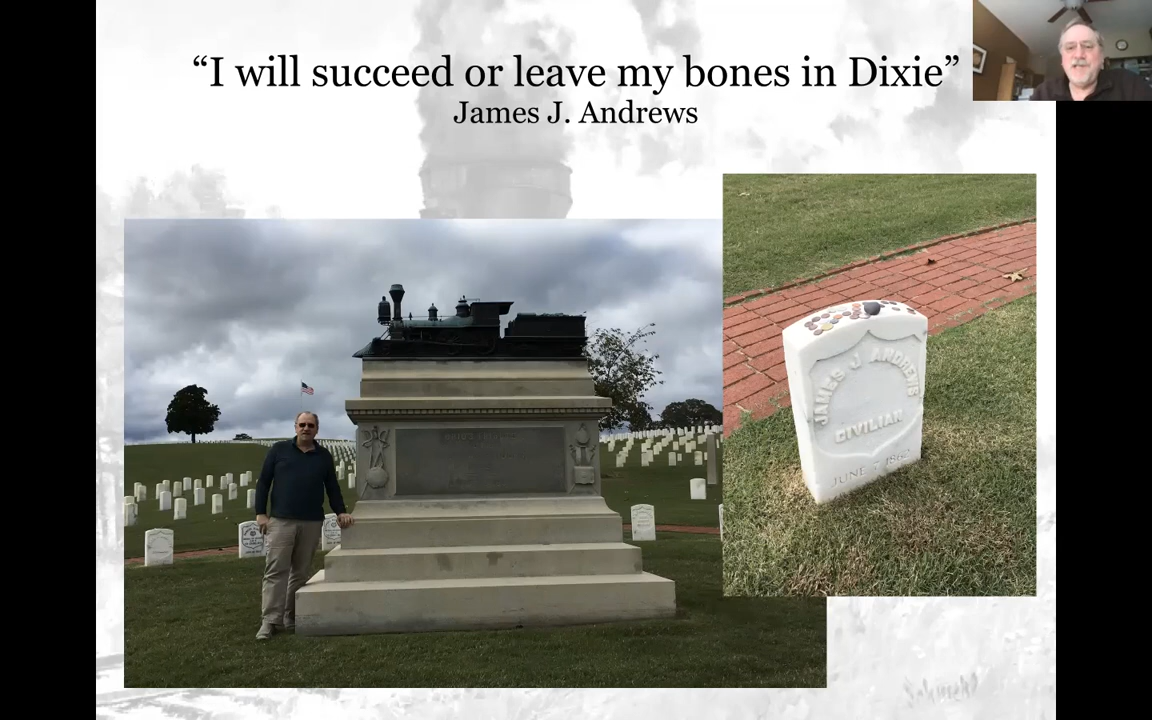 “I will succeed or leave my bones in Dixie”
James J. Andrews
JAMES J ANDREWS
CIVILIAN
JUNE 7 1862